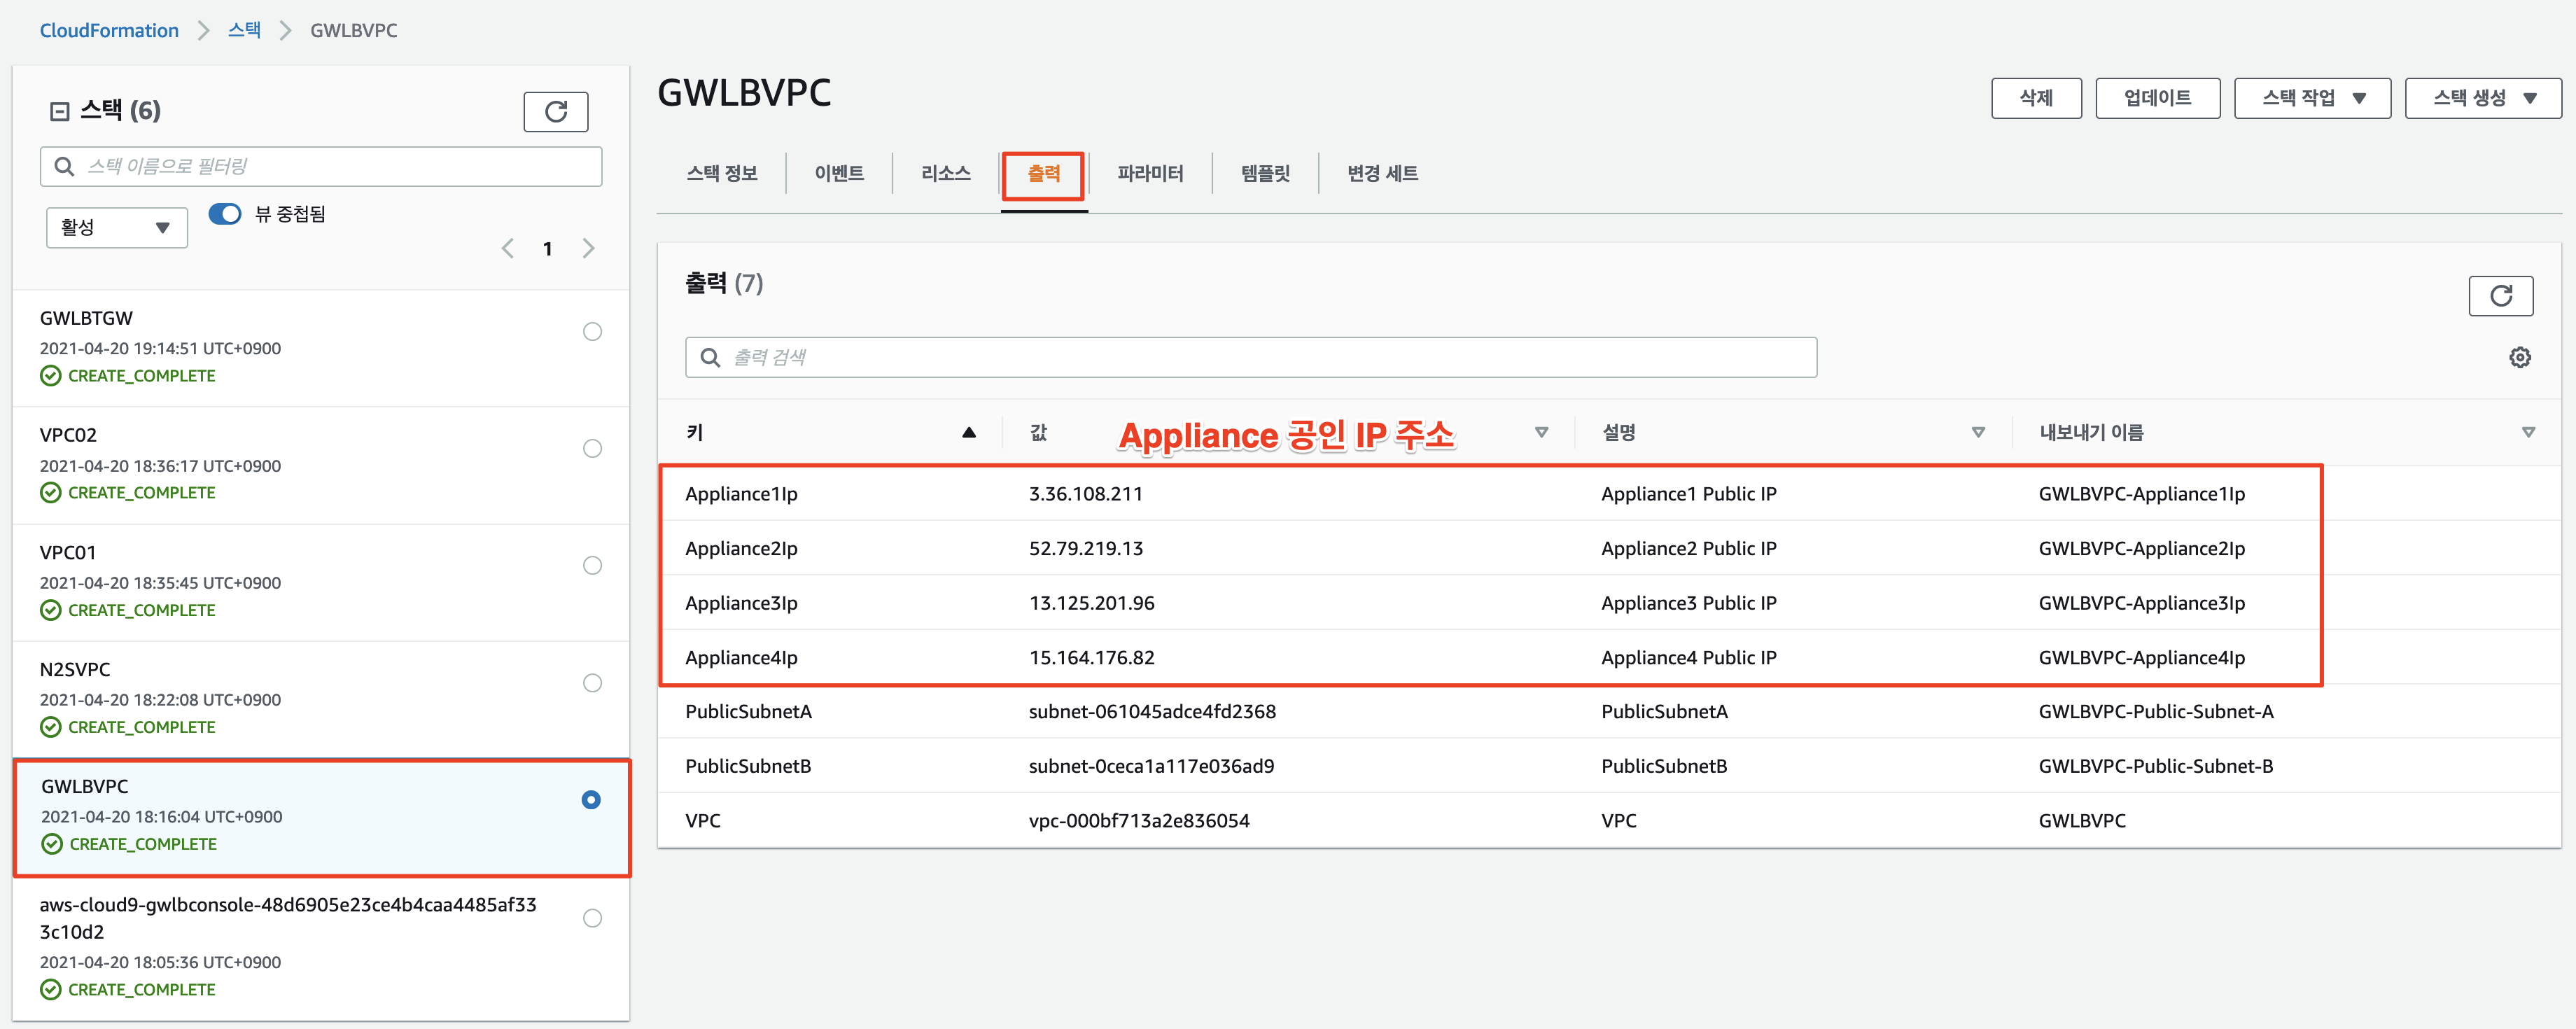 CloudFormation > 스택 > GWLBVPC
스택 (6)
스택 이름으로 필터링
활성
뷰 중첩됨
1
GWLBTGW
2021-04-20 19:14:51 UTC+0900
CREATE_COMPLETE
VPC02
2021-04-20 18:36:17 UTC+0900
CREATE_COMPLETE
VPC01
2021-04-20 18:35:45 UTC+0900
CREATE_COMPLETE
N2SVPC
2021-04-20 18:22:08 UTC+0900
CREATE_COMPLETE
GWLBVPC
2021-04-20 18:16:04 UTC+0900
CREATE_COMPLETE
aws-cloud9-gwlbconsole-48d6905e23ce4b4caa4485af33
3c10d2
2021-04-20 18:05:36 UTC+0900
CREATE_COMPLETE
GWLBVPC
삭제 업데이트 스택 작업 스택 생성
스택 정보 이벤트 리소스 출력 파라미터 템플릿 변경 세트
출력 (7)
출력 검색
키 값 Appliance 공인 IP 주소 설명 내보내기 이름
Appliance1Ip 3.36.108.211 Appliance1 Public IP GWLBVPC-Appliance1Ip
Appliance2Ip 52.79.219.13 Appliance2 Public IP GWLBVPC-Appliance2Ip
Appliance3Ip 13.125.201.96 Appliance3 Public IP GWLBVPC-Appliance3Ip
Appliance4Ip 15.164.176.82 Appliance4 Public IP GWLBVPC-Appliance4Ip
PublicSubnetA subnet-061045adce4fd2368 PublicSubnetA GWLBVPC-Public-Subnet-A
PublicSubnetB subnet-0ceca1a117e036ad9 PublicSubnetB GWLBVPC-Public-Subnet-B
VPC vpc-000bf713a2e836054 VPC GWLBVPC